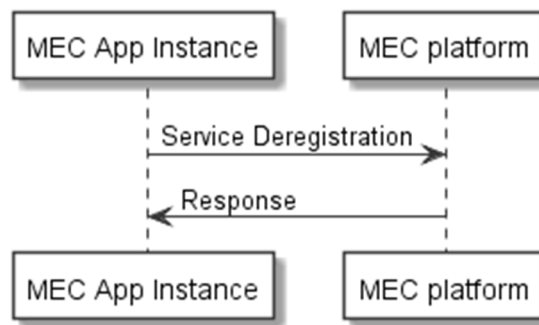 MEC App Instance
MEC platform
Service Deregistration
Response
MEC App Instance
MEC platform